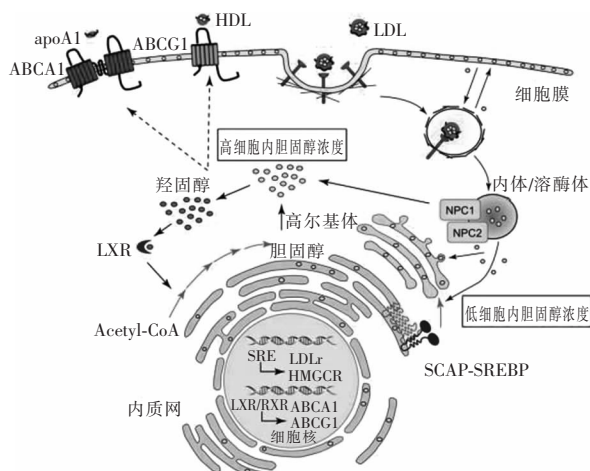 HDL
apoA1
ABCG1
LDL
ABCA1
细胞膜
高细胞内胆固醇浓度
内体/溶酶体
羟固醇
NPC1
高尔基体
NPC2
LXR
胆固醇
低细胞内胆固醇浓度
Acetyl-CoA
SCAP-SREBP
SRE LDLr
HMGCR
LXR/RXR ABCA1
ABCG1
内质网
细胞核